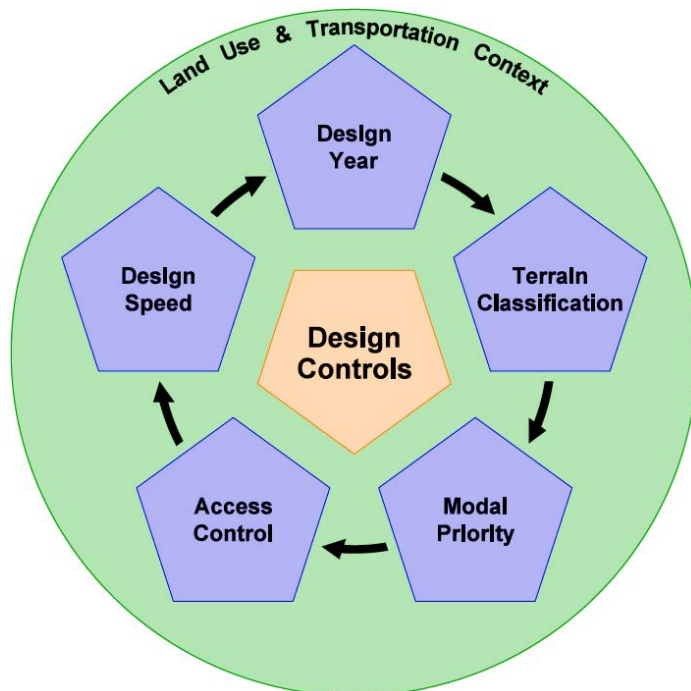 Land Use & Transportation Context
Design
Year
Terrain
Classification
Modal
Priority
Access
Control
Design
Speed
Design
Controls